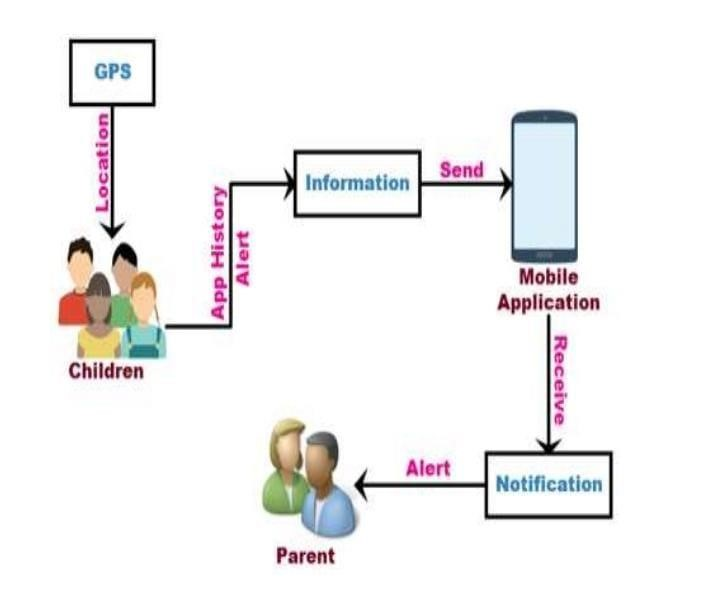 GPS
Location
Children
App History
Alert
Information
Send
Mobile
Application
Receive
Notification
Alert
Parent